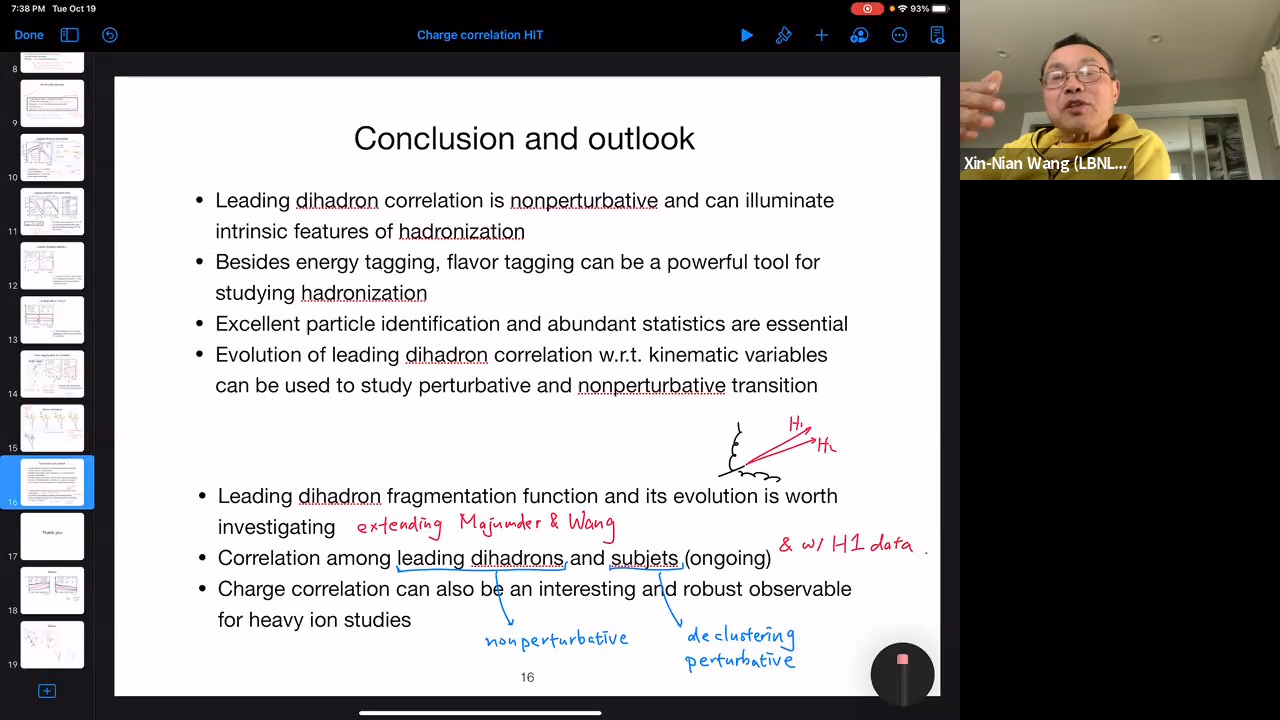 7:38 PM Tue Oct 19
93%
Done
Charge correlation HIT
8
9
10
11
12
13
14
15
16
17
18
19
Thank you
Conclusion and outlook
• Leading dihadron correlation is nonperturbative and can illuminate
intrinsic features of hadronization
• Besides energy tagging, flavor tagging can be a powerful tool for
studying hadronization
• Excellent particle identification and abundant statistics are essential
• Evolution of leading dihadron correlation w.r.t. kinematic variables
can be used to study perturbative and nonperturbative transition
H₁
H₂
• Leading dihadron fragmentation function and its evolution is worth
investigating extending Majumder & Wang
& w/ H1 data.
• Correlation among leading dihadrons and subjets (ongoing)
• Charge correlation can also be an interesting and robust observable
for heavy ion studies
nonperturbative
declustering
perturbative
16
Xin-Nian Wang (LBNL...